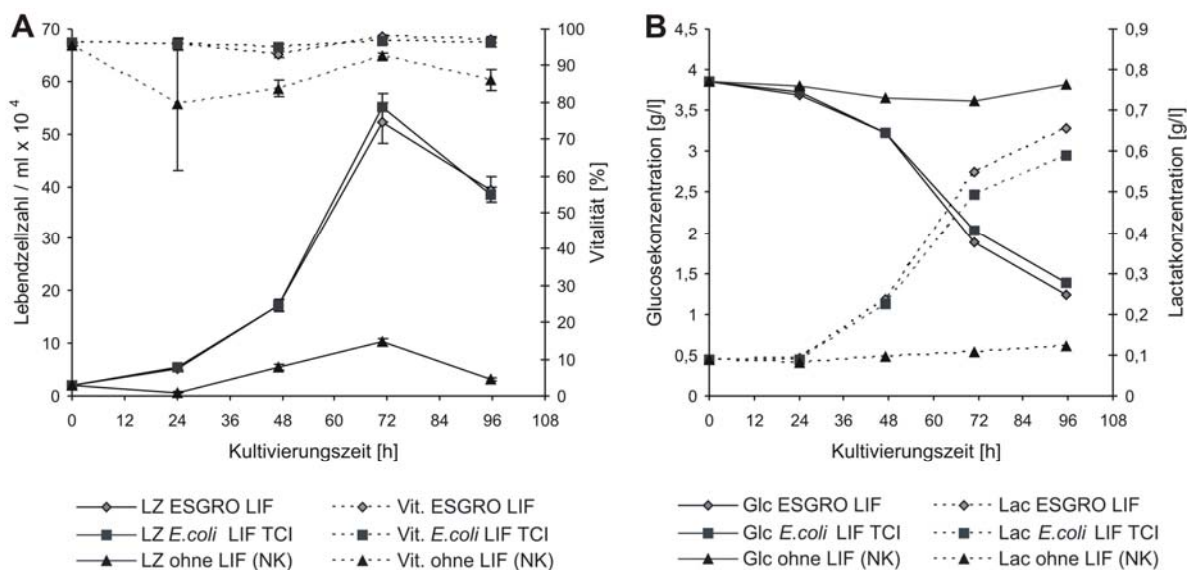 A
Lebendzellzahl / ml x 10⁴
70
60
50
40
30
20
10
0
100
90
80
70
60
50
40
30
20
10
0
Vitalität [%]
0 12 24 36 48 60 72 84 96 108
Kultivierungszeit [h]
LZ ESGRO LIF
Vit. ESGRO LIF
LZ E.coli LIF TCI
Vit. E.coli LIF TCI
LZ ohne LIF (NK)
Vit. ohne LIF (NK)
B
Glucosekonzentration [g/l]
4,5
4
3,5
3
2,5
2
1,5
1
0,5
0
0,9
0,8
0,7
0,6
0,5
0,4
0,3
0,2
0,1
0
Lactatkonzentration [g/l]
0 12 24 36 48 60 72 84 96 108
Kultivierungszeit [h]
Glc ESGRO LIF
Lac ESGRO LIF
Glc E.coli LIF TCI
Lac E.coli LIF TCI
Glc ohne LIF (NK)
Lac ohne LIF (NK)